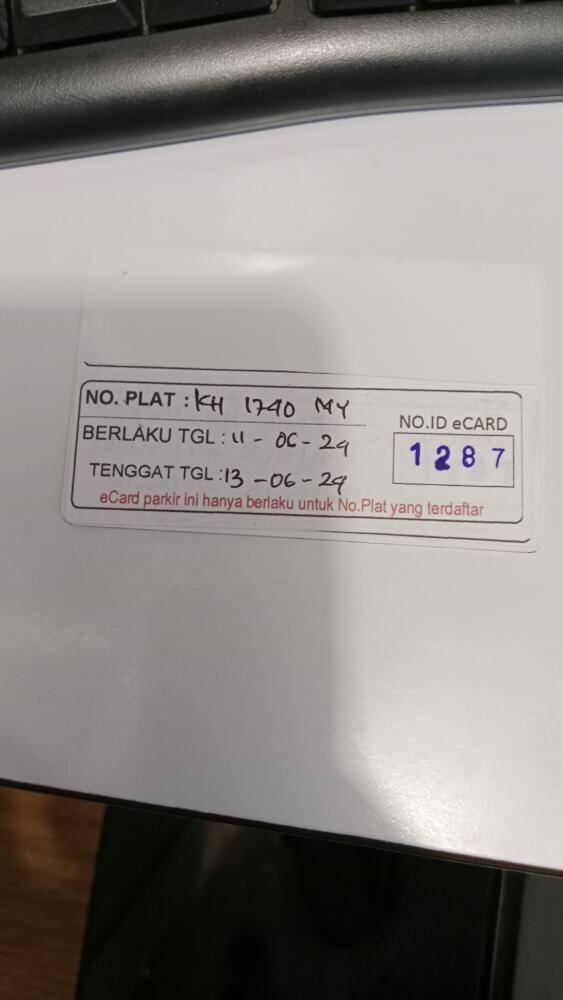 NO. PLAT : KH 1740 MY
BERLAKU TGL : 11 - 06 - 24
TENGGAT TGL : 13 - 06 - 24
NO.ID eCARD
1287
eCard parkir ini hanya berlaku untuk No.Plat yang terdaftar